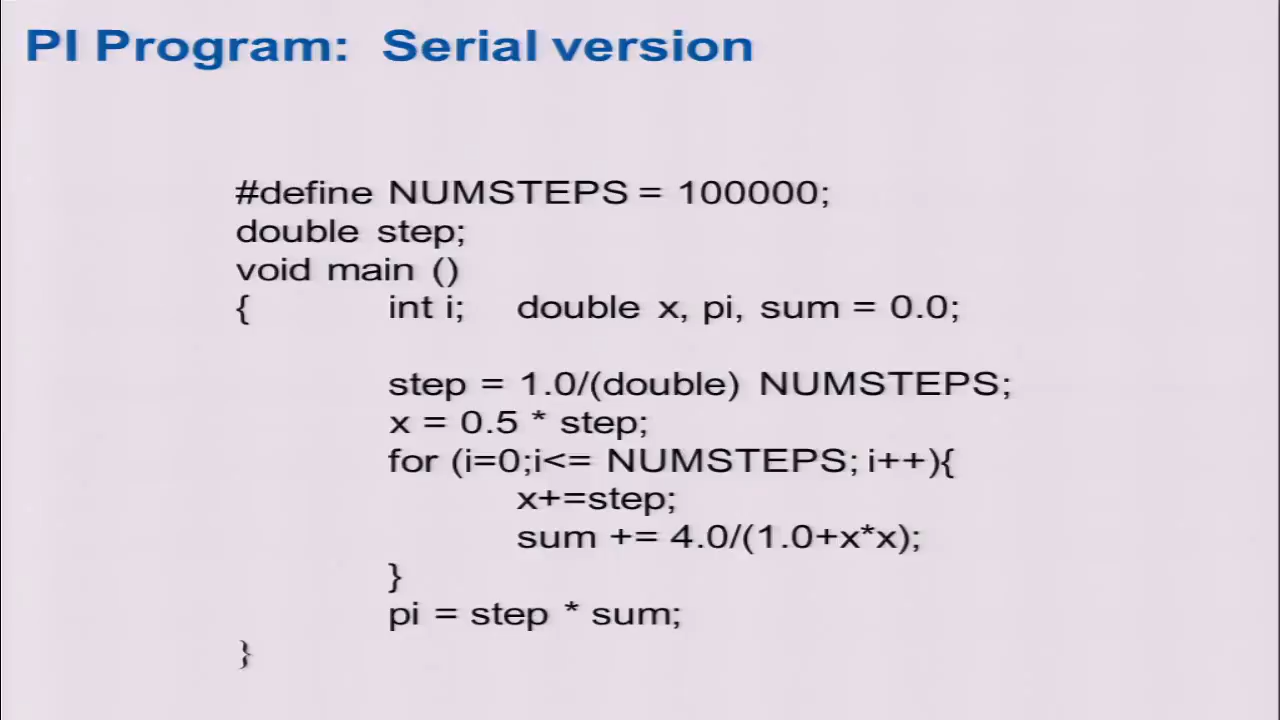 PI Program: Serial version
#define NUMSTEPS = 100000;
double step;
void main ()
{ int i; double x, pi, sum = 0.0;
step = 1.0/(double) NUMSTEPS;
x = 0.5 * step;
for (i=0;i<= NUMSTEPS; i++){
x+=step;
sum += 4.0/(1.0+x*x);
}
pi = step * sum;
}